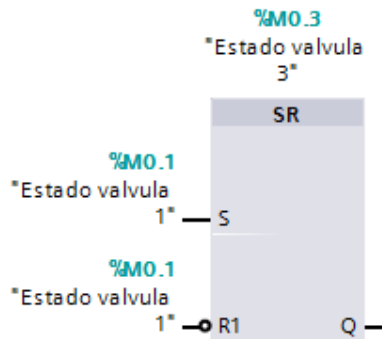 %M0.3
"Estado valvula
3"
SR
%M0.1
"Estado valvula
1"
S
%M0.1
"Estado valvula
1"
R1
Q